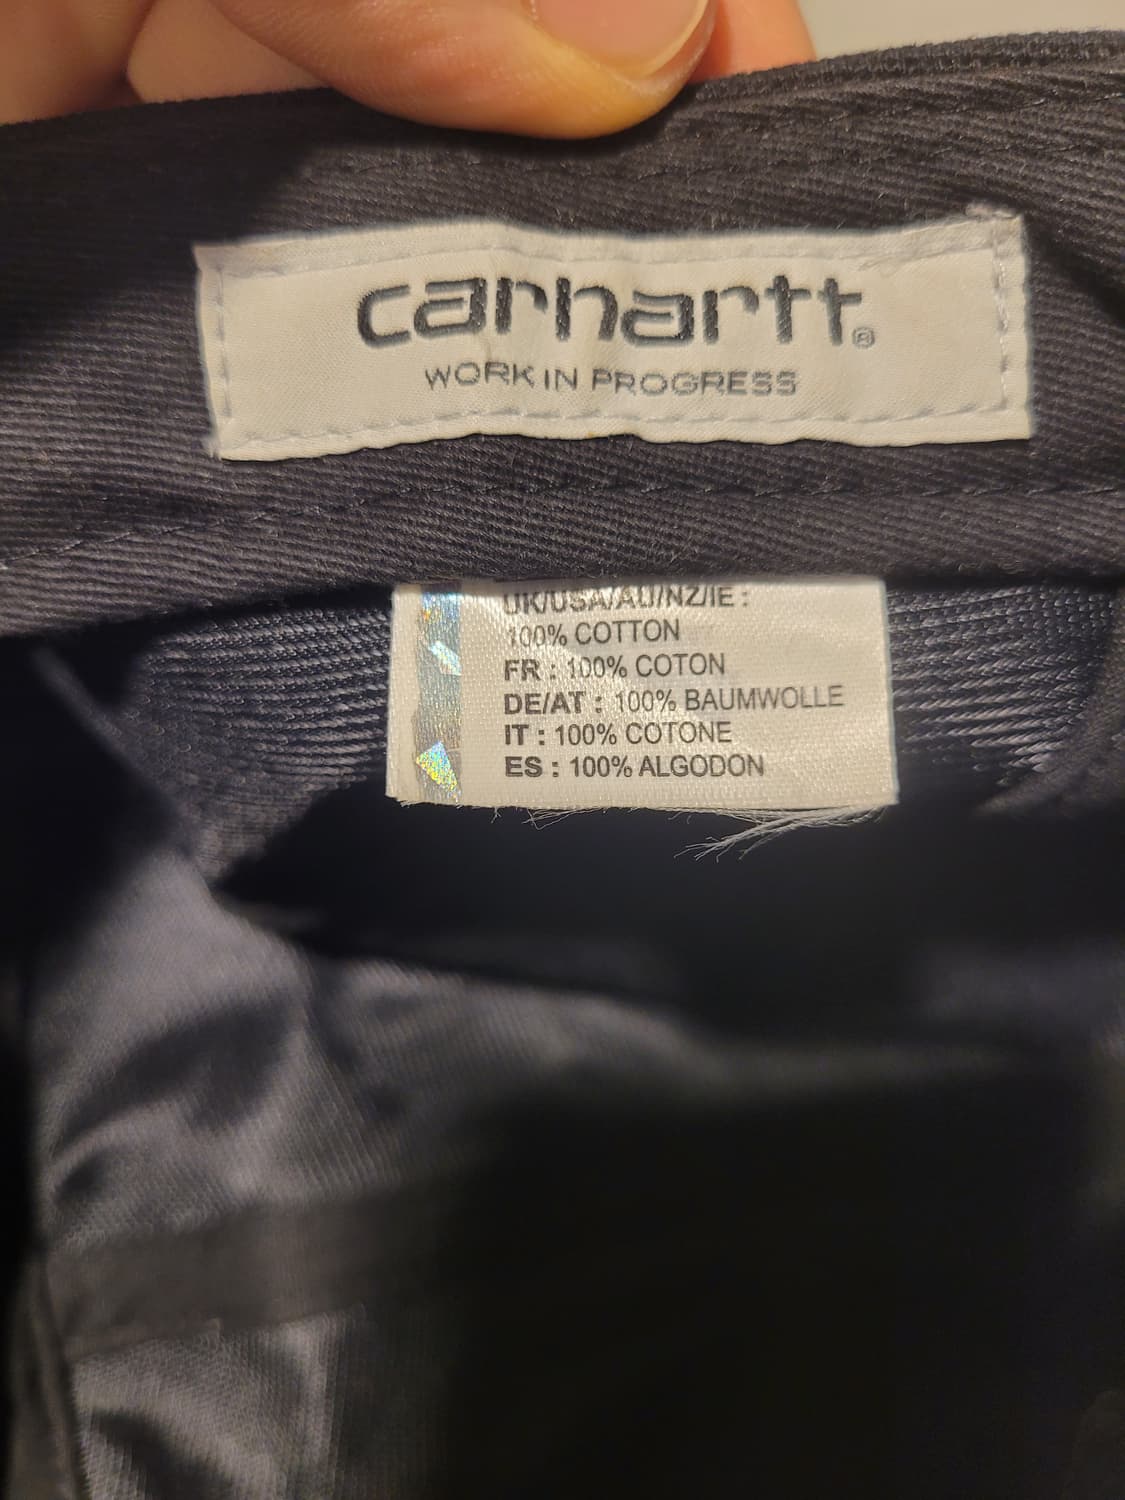 carhartt®
WORK IN PROGRESS
UK/USA/AU/NZ/IE :
100% COTTON
FR : 100% COTON
DE/AT : 100% BAUMWOLLE
IT : 100% COTONE
ES : 100% ALGODON